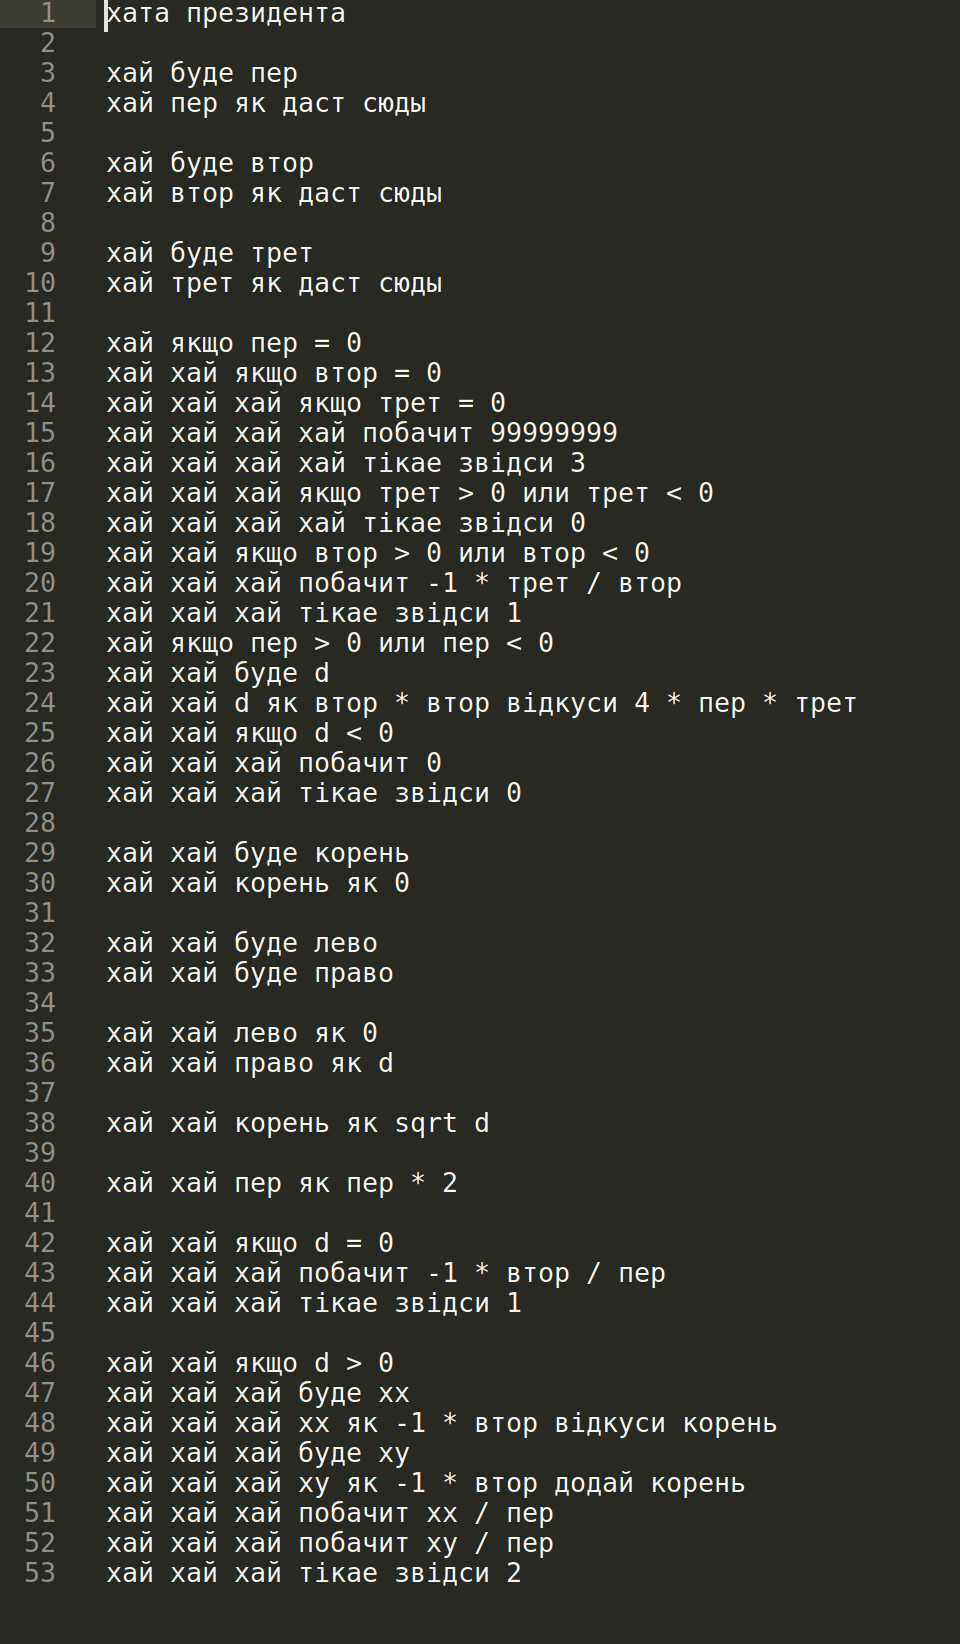 1 хата президента
2
3 хай буде пер
4 хай пер як даст сюды
5
6 хай буде втор
7 хай втор як даст сюды
8
9 хай буде трет
10 хай трет як даст сюды
11
12 хай якщо пер = 0
13 хай хай якщо втор = 0
14 хай хай хай якщо трет = 0
15 хай хай хай хай побачит 99999999
16 хай хай хай хай тікае звідси 3
17 хай хай хай якщо трет > 0 или трет < 0
18 хай хай хай хай тікае звідси 0
19 хай хай якщо втор > 0 или втор < 0
20 хай хай хай побачит -1 * трет / втор
21 хай хай хай тікае звідси 1
22 хай якщо пер > 0 или пер < 0
23 хай хай буде d
24 хай хай d як втор * втор відкуси 4 * пер * трет
25 хай хай якщо d < 0
26 хай хай хай побачит 0
27 хай хай хай тікае звідси 0
28
29 хай хай буде корень
30 хай хай корень як 0
31
32 хай хай буде лево
33 хай хай буде право
34
35 хай хай лево як 0
36 хай хай право як d
37
38 хай хай корень як sqrt d
39
40 хай хай пер як пер * 2
41
42 хай хай якщо d = 0
43 хай хай хай побачит -1 * втор / пер
44 хай хай хай тікае звідси 1
45
46 хай хай якщо d > 0
47 хай хай хай буде хх
48 хай хай хай хх як -1 * втор відкуси корень
49 хай хай хай буде ху
50 хай хай хай ху як -1 * втор додай корень
51 хай хай хай побачит хх / пер
52 хай хай хай побачит ху / пер
53 хай хай хай тікае звідси 2